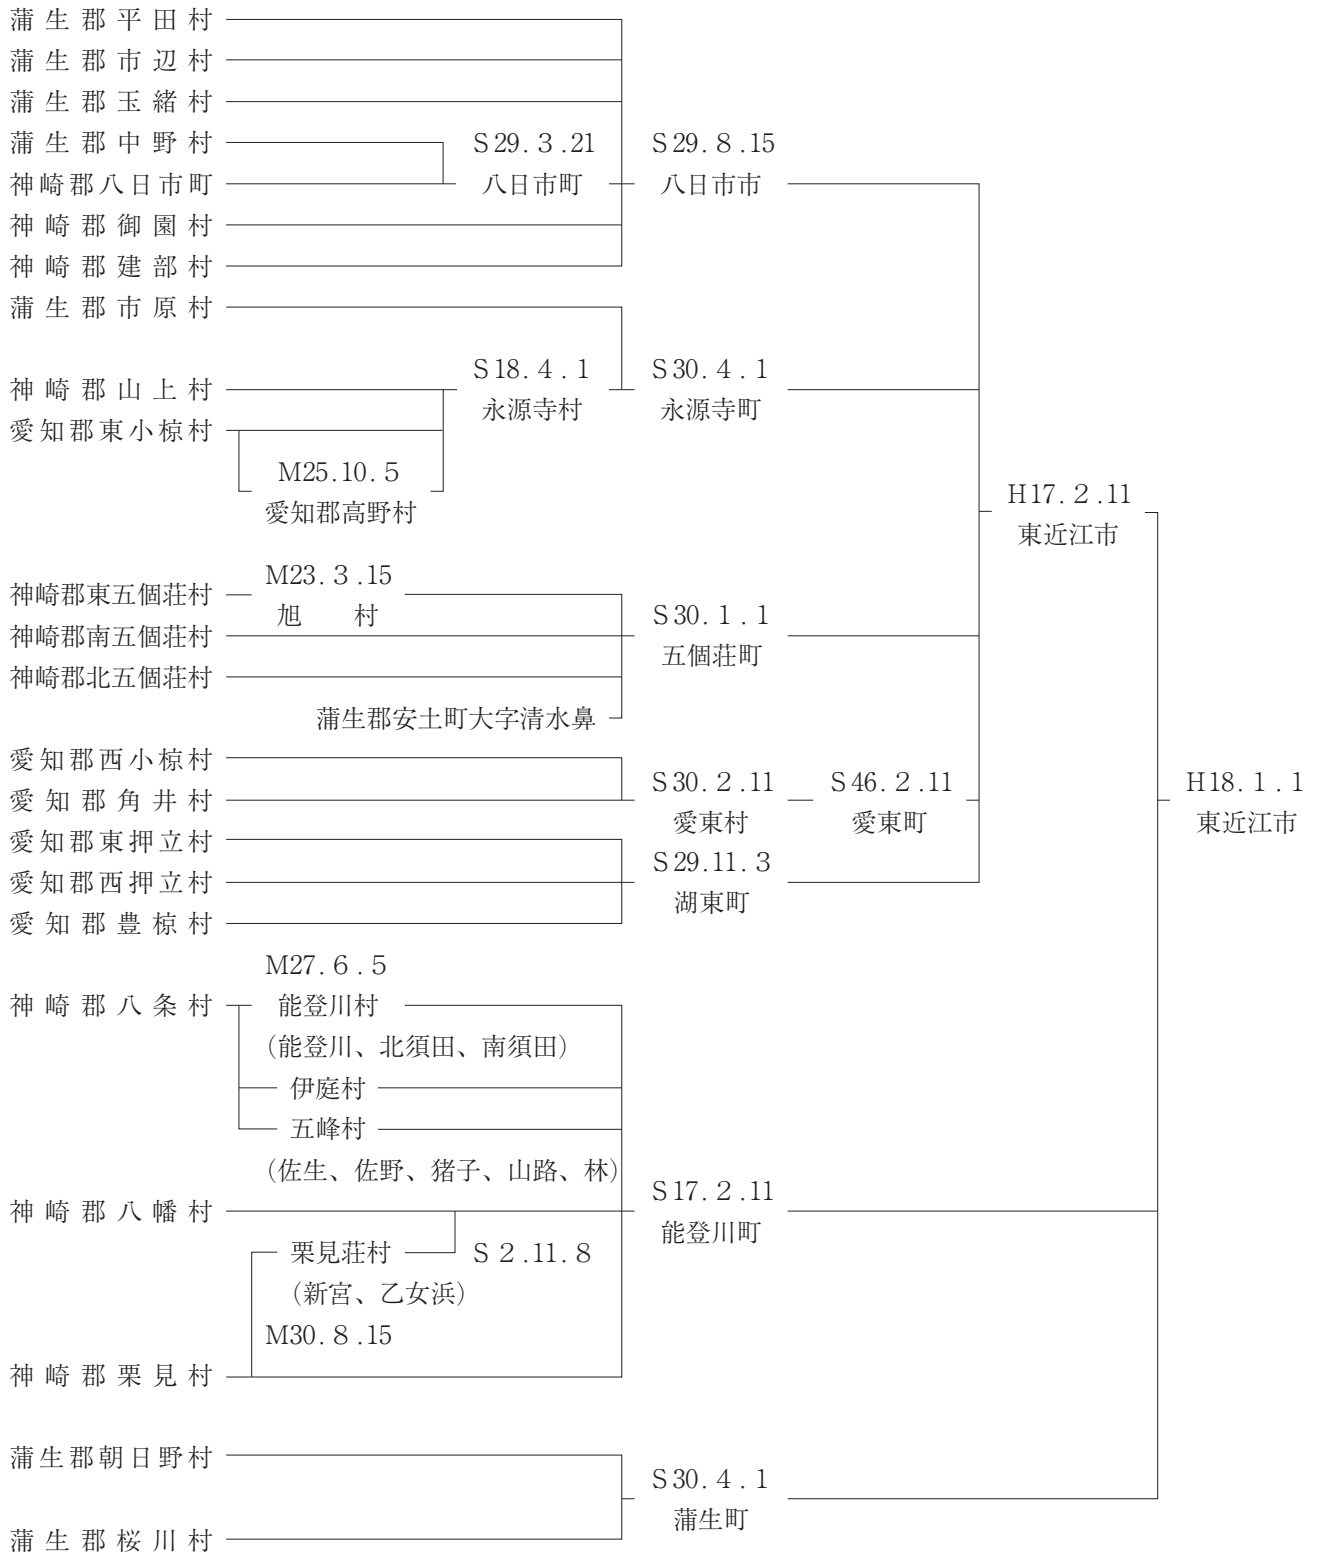 蒲生郡平田村
蒲生郡市辺村
蒲生郡玉緒村
蒲生郡中野村
S29.3.21
S29.8.15
神崎郡八日市町
八日市町
八日市市
神崎郡御園村
神崎郡建部村
蒲生郡市原村
S18.4.1
S30.4.1
神崎郡山上村
永源寺村
永源寺町
愛知郡東小椋村
M25.10.5
愛知郡高野村
H17.2.11
東近江市
M23.3.15
神崎郡東五個荘村
旭　村
S30.1.1
神崎郡南五個荘村
五個荘町
神崎郡北五個荘村
蒲生郡安土町大字清水鼻
愛知郡西小椋村
S30.2.11
S46.2.11
H18.1.1
愛知郡角井村
愛東村
愛東町
東近江市
愛知郡東押立村
S29.11.3
愛知郡西押立村
湖東町
愛知郡豊椋村
M27.6.5
神崎郡八条村
能登川村
（能登川、北須田、南須田）
伊庭村
五峰村
（佐生、佐野、猪子、山路、林）
S17.2.11
神崎郡八幡村
能登川町
栗見荘村
S2.11.8
（新宮、乙女浜）
M30.8.15
神崎郡栗見村
蒲生郡朝日野村
S30.4.1
蒲生町
蒲生郡桜川村